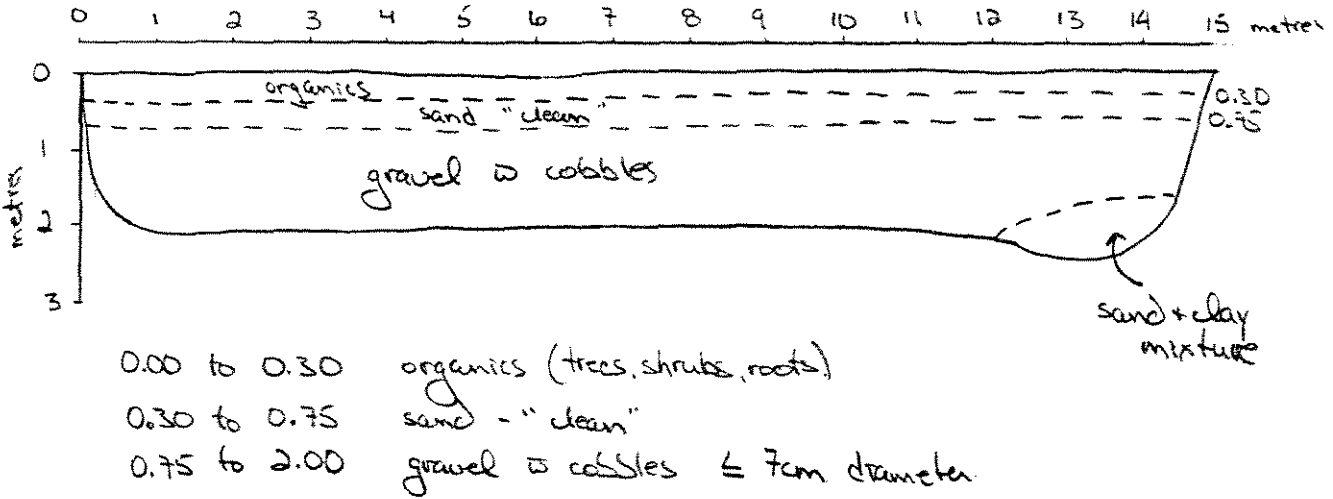 0 1 2 3 4 5 6 7 8 9 10 11 12 13 14 15 metres
0
organics
0.30
sand "clean"
0.75
1
gravel w cobbles
metres
2
3
sand + clay
mixture
0.00 to 0.30 organics (trees, shrubs, roots)
0.30 to 0.75 sand - "clean"
0.75 to 2.00 gravel w cobbles ≤ 7cm diameter.